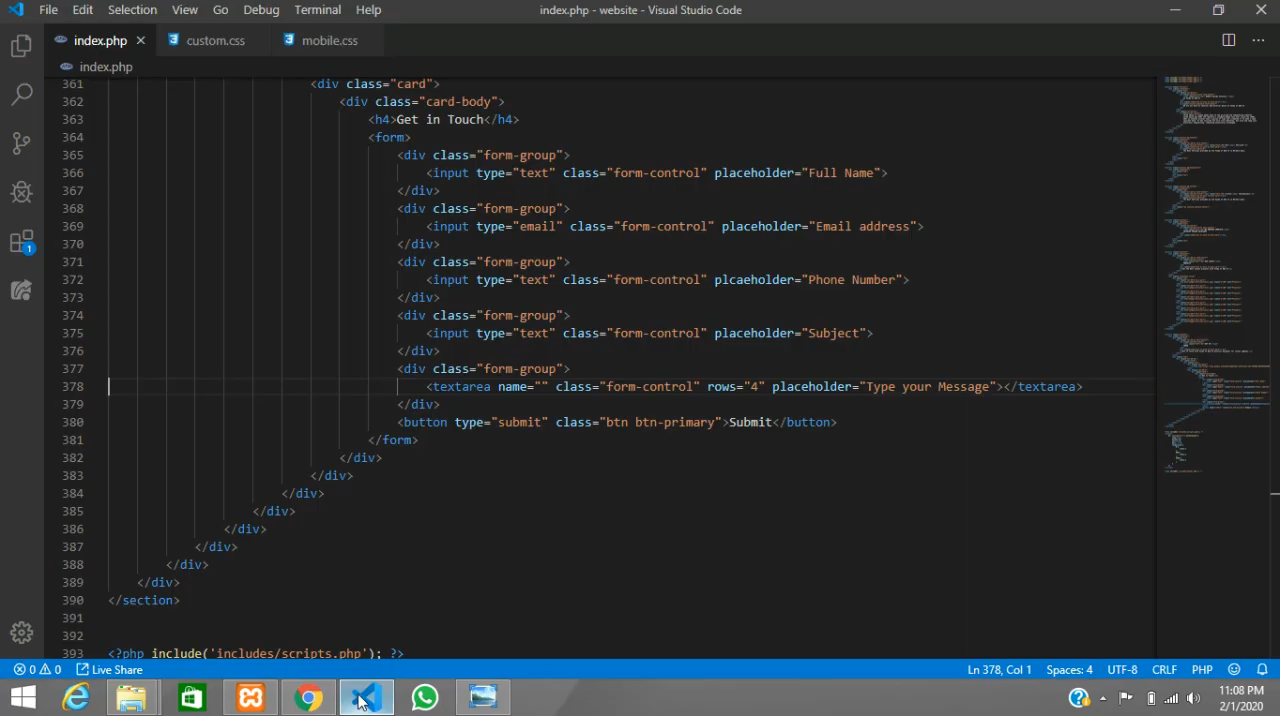 File Edit Selection View Go Debug Terminal Help index.php - website - Visual Studio Code
index.php custom.css mobile.css
index.php
361 <div class="card">
362 <div class="card-body">
363 <h4>Get in Touch</h4>
364 <form>
365 <div class="form-group">
366 <input type="text" class="form-control" placeholder="Full Name">
367 </div>
368 <div class="form-group">
369 <input type="email" class="form-control" placeholder="Email address">
370 </div>
371 <div class="form-group">
372 <input type="text" class="form-control" plcaeholder="Phone Number">
373 </div>
374 <div class="form-group">
375 <input type="text" class="form-control" placeholder="Subject">
376 </div>
377 <div class="form-group">
378 <textarea name="" class="form-control" rows="4" placeholder="Type your Message"></textarea>
379 </div>
380 <button type="submit" class="btn btn-primary">Submit</button>
381 </form>
382 </div>
383 </div>
384 </div>
385 </div>
386 </div>
387 </div>
388 </div>
389 </div>
390 </section>
391
392
393 <?php include('includes/scripts.php'); ?>
1
0 0 Live Share Ln 378, Col 1 Spaces: 4 UTF-8 CRLF PHP
11:08 PM
2/1/2020